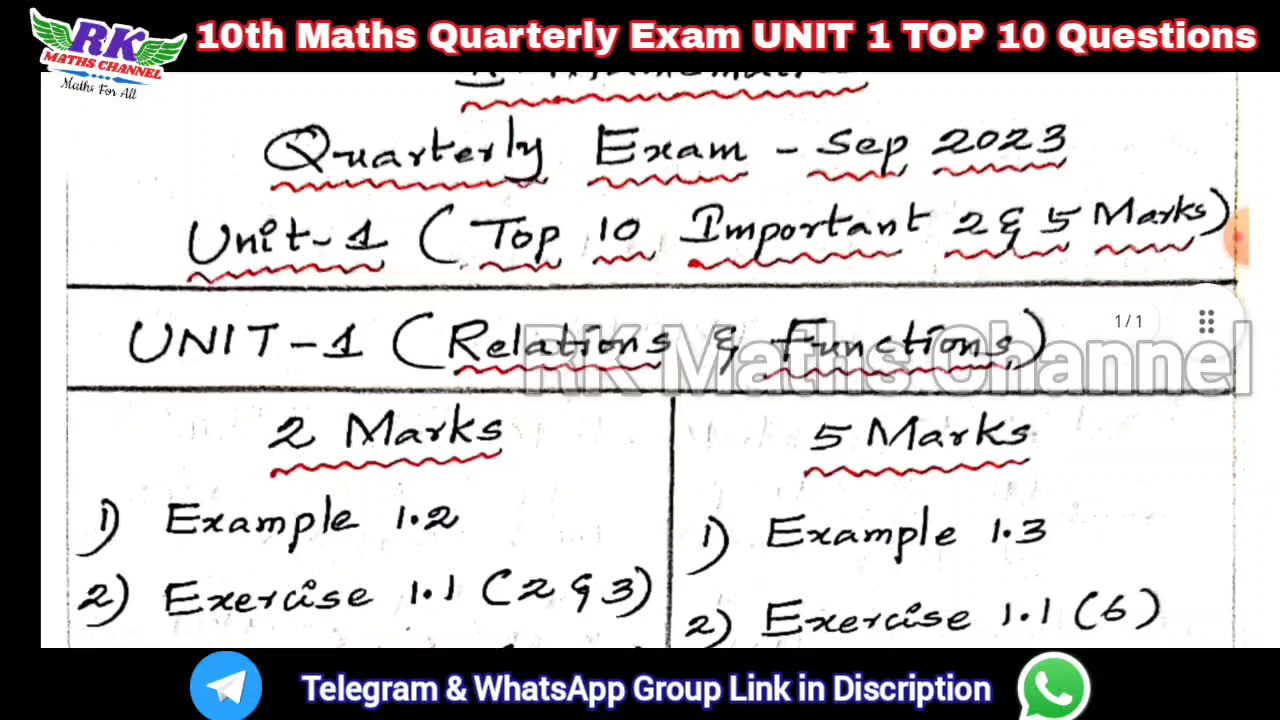 RK
MATHS CHANNEL
Maths For All
10th Maths Quarterly Exam UNIT 1 TOP 10 Questions
Quarterly Exam - Sep 2023
Unit-1 (Top 10 Important 2 & 5 Marks)
1/1
UNIT-1 (Relations & Functions)
RK Maths Channel
2 Marks
1) Example 1.2
2) Exercise 1.1 (2 & 3)
5 Marks
1) Example 1.3
2) Exercise 1.1 (6)
Telegram & WhatsApp Group Link in Discription